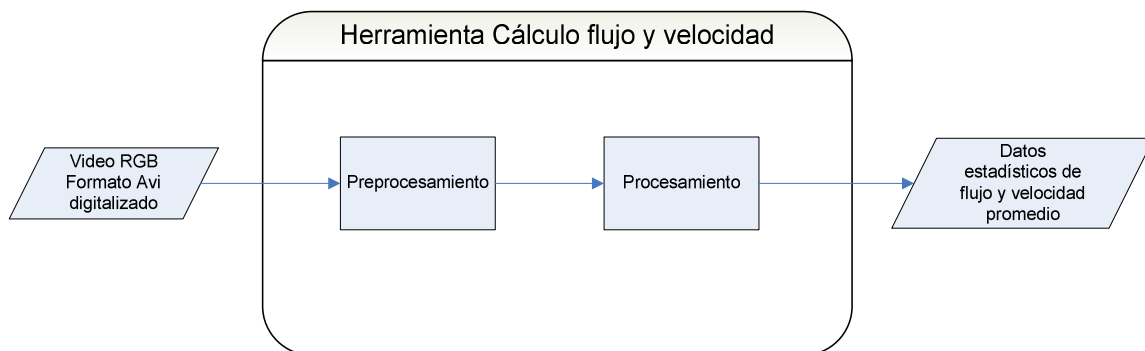 Herramienta Cálculo flujo y velocidad
Video RGB
Formato Avi
digitalizado
Preprocesamiento
Procesamiento
Datos
estadísticos de
flujo y velocidad
promedio